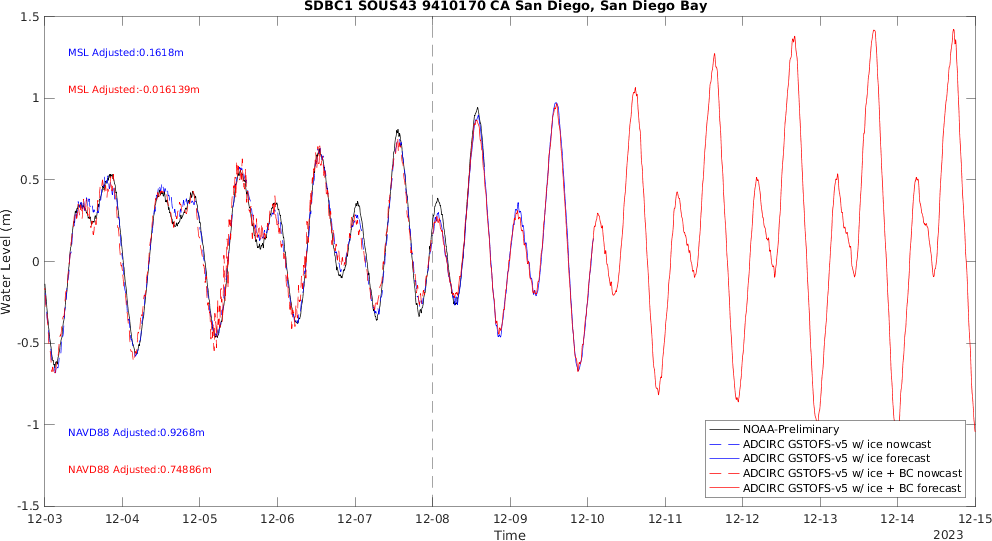 SDBC1 SOUS43 9410170 CA San Diego, San Diego Bay
1.5
MSL Adjusted:0.1618m
MSL Adjusted:-0.016139m
1
0.5
0
-0.5
-1
-1.5
Water Level (m)
NAVD88 Adjusted:0.9268m
NAVD88 Adjusted:0.74886m
NOAA-Preliminary
ADCIRC GSTOFS-v5 w/ ice nowcast
ADCIRC GSTOFS-v5 w/ ice forecast
ADCIRC GSTOFS-v5 w/ ice + BC nowcast
ADCIRC GSTOFS-v5 w/ ice + BC forecast
12-03 12-04 12-05 12-06 12-07 12-08 12-09 12-10 12-11 12-12 12-13 12-14 12-15
Time
2023